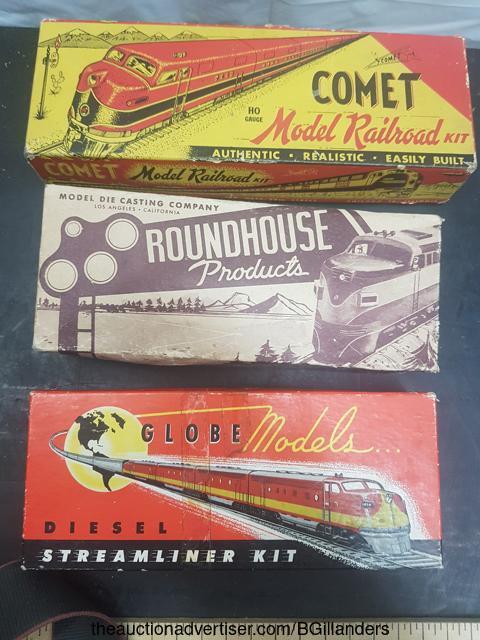 COMET
COMET
HO
GAUGE
Model Railroad KIT
AUTHENTIC • REALISTIC • EASILY BUILT
COMET Model Railroad KIT
MODEL DIE CASTING COMPANY
LOS ANGELES • CALIFORNIA
ROUNDHOUSE
Products
GLOBE Models...
DIESEL
STREAMLINER KIT
theauctionadvertiser.com/BGillanders